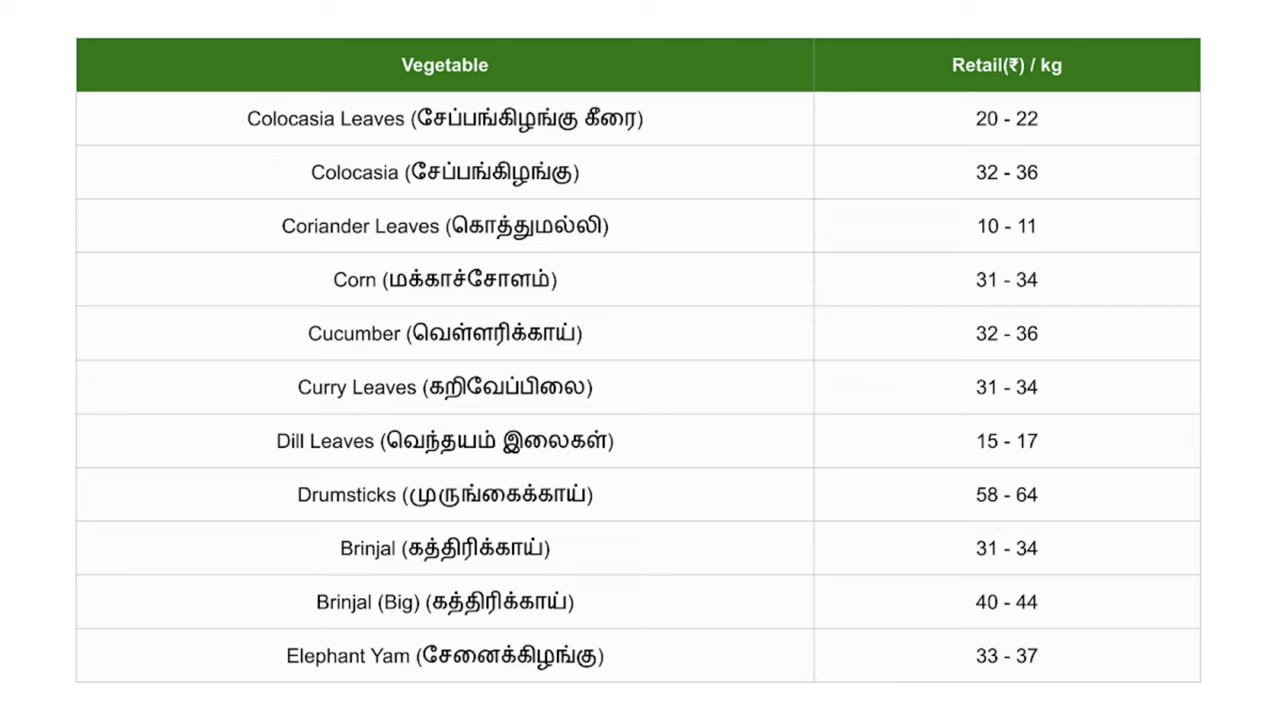 Vegetable Retail(₹) / kg
Colocasia Leaves (சேப்பங்கிழங்கு கீரை) 20 - 22
Colocasia (சேப்பங்கிழங்கு) 32 - 36
Coriander Leaves (கொத்துமல்லி) 10 - 11
Corn (மக்காச்சோளம்) 31 - 34
Cucumber (வெள்ளரிக்காய்) 32 - 36
Curry Leaves (கறிவேப்பிலை) 31 - 34
Dill Leaves (வெந்தயம் இலைகள்) 15 - 17
Drumsticks (முருங்கைக்காய்) 58 - 64
Brinjal (கத்திரிக்காய்) 31 - 34
Brinjal (Big) (கத்திரிக்காய்) 40 - 44
Elephant Yam (சேனைக்கிழங்கு) 33 - 37